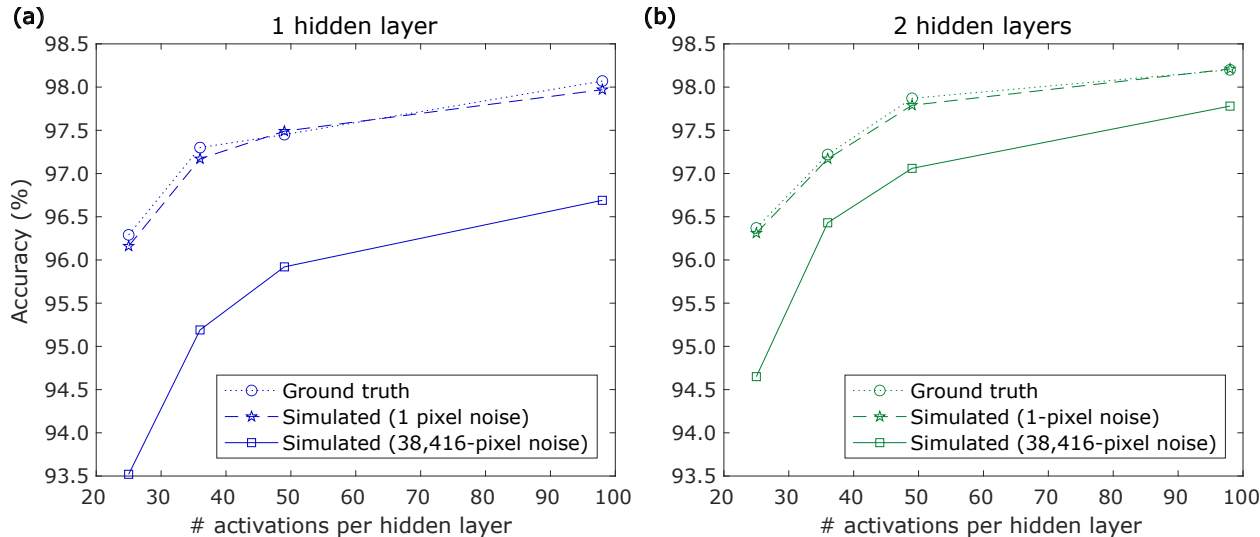 (a)
1 hidden layer
98.5
98.0
97.5
97.0
96.5
96.0
95.5
95.0
94.5
94.0
93.5
Accuracy (%)
Ground truth
Simulated (1 pixel noise)
Simulated (38,416-pixel noise)
20 30 40 50 60 70 80 90 100
# activations per hidden layer
(b)
2 hidden layers
98.5
98.0
97.5
97.0
96.5
96.0
95.5
95.0
94.5
94.0
93.5
Ground truth
Simulated (1-pixel noise)
Simulated (38,416-pixel noise)
20 30 40 50 60 70 80 90 100
# activations per hidden layer